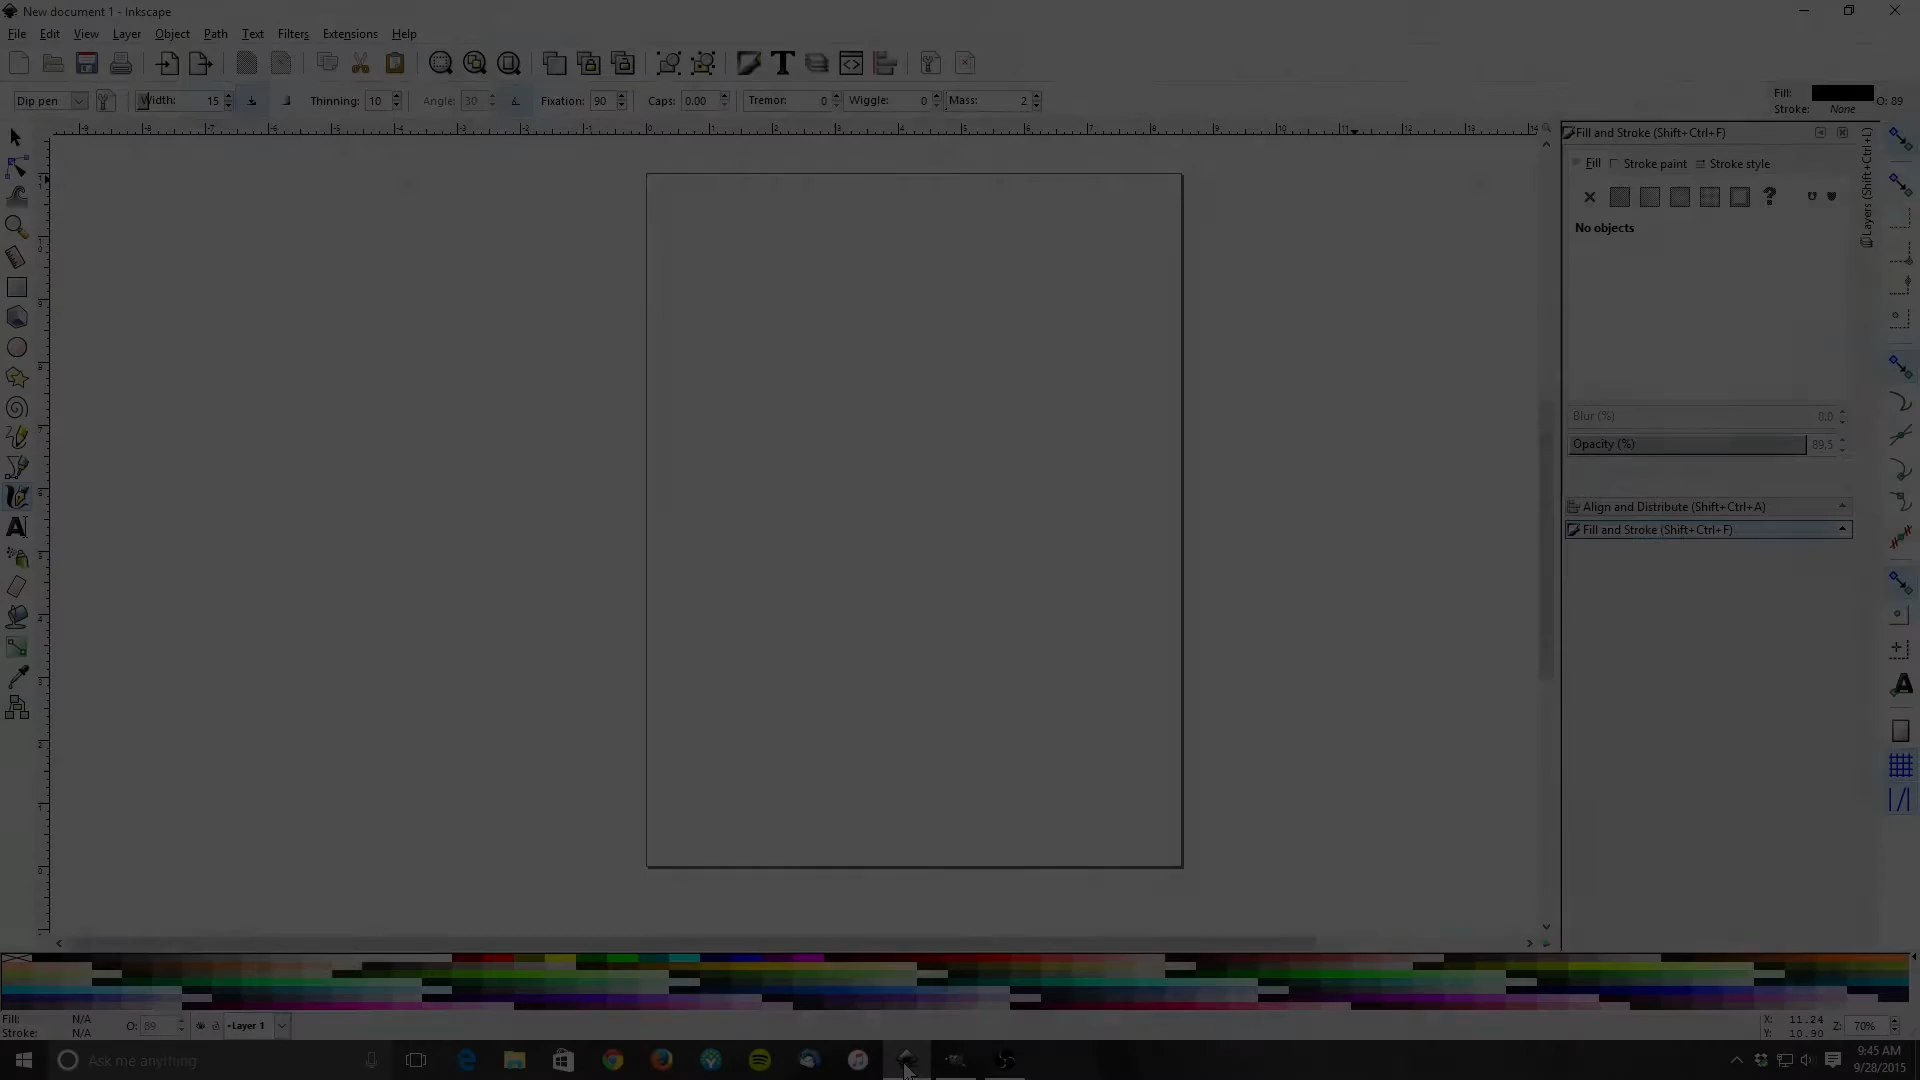 New document 1 - Inkscape
File Edit View Layer Object Path Text Filters Extensions Help
Dip pen Width: 15 Thinning: 10 Angle: 30 Fixation: 90 Caps: 0.00 Tremor: 0 Wiggle: 0 Mass: 2
Fill:
Stroke: None
O: 89
Fill and Stroke (Shift+Ctrl+F)
Layers (Shift+Ctrl+L)
Fill Stroke paint Stroke style
No objects
Blur (%) 0.0
Opacity (%) 89.5
Align and Distribute (Shift+Ctrl+A)
Fill and Stroke (Shift+Ctrl+F)
Fill: N/A
Stroke: N/A
O: 89
Layer 1
X: 11.24
Y: 10.90
Z: 70%
Ask me anything
9:45 AM
9/28/2015